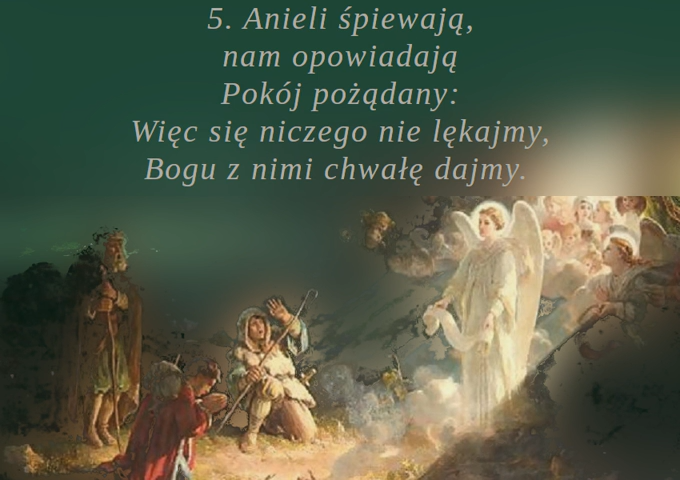 5. Anieli śpiewają,
nam opowiadają
Pokój pożądany:
Więc się niczego nie lękajmy,
Bogu z nimi chwałę dajmy.